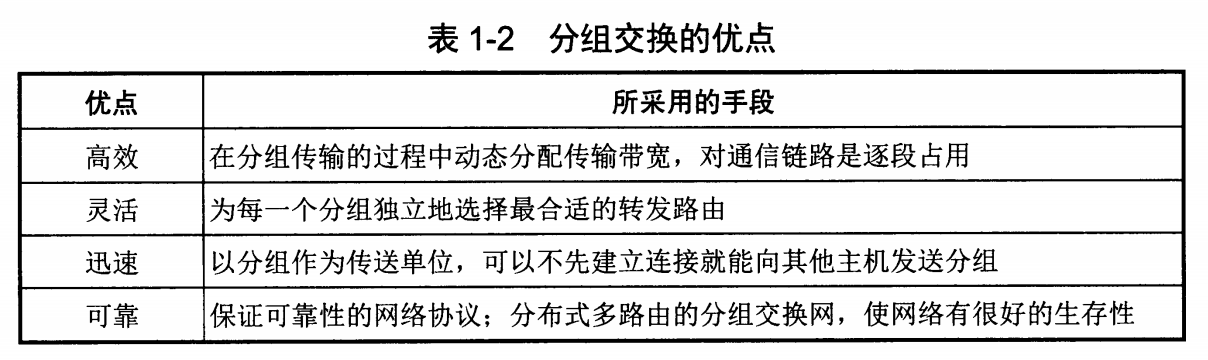 表 1-2 分组交换的优点
优点 所采用的手段
高效 在分组传输的过程中动态分配传输带宽，对通信链路是逐段占用
灵活 为每一个分组独立地选择最合适的转发路由
迅速 以分组作为传送单位，可以不先建立连接就能向其他主机发送分组
可靠 保证可靠性的网络协议；分布式多路由的分组交换网，使网络有很好的生存性